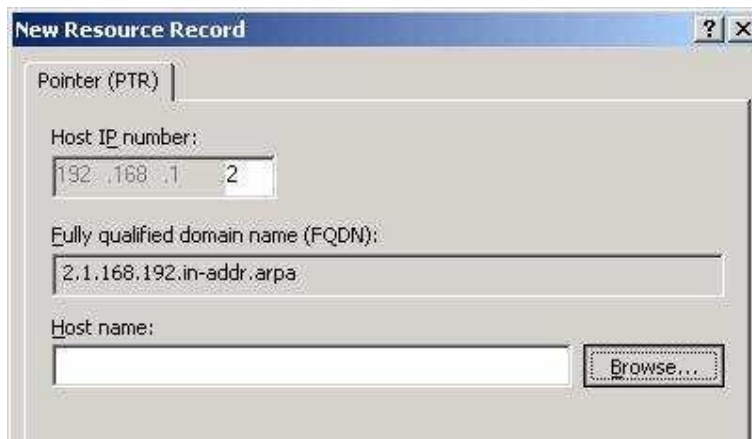 New Resource Record
Pointer (PTR)
Host IP number:
192 .168 .1 .2
Fully qualified domain name (FQDN):
2.1.168.192.in-addr.arpa
Host name:
Browse...